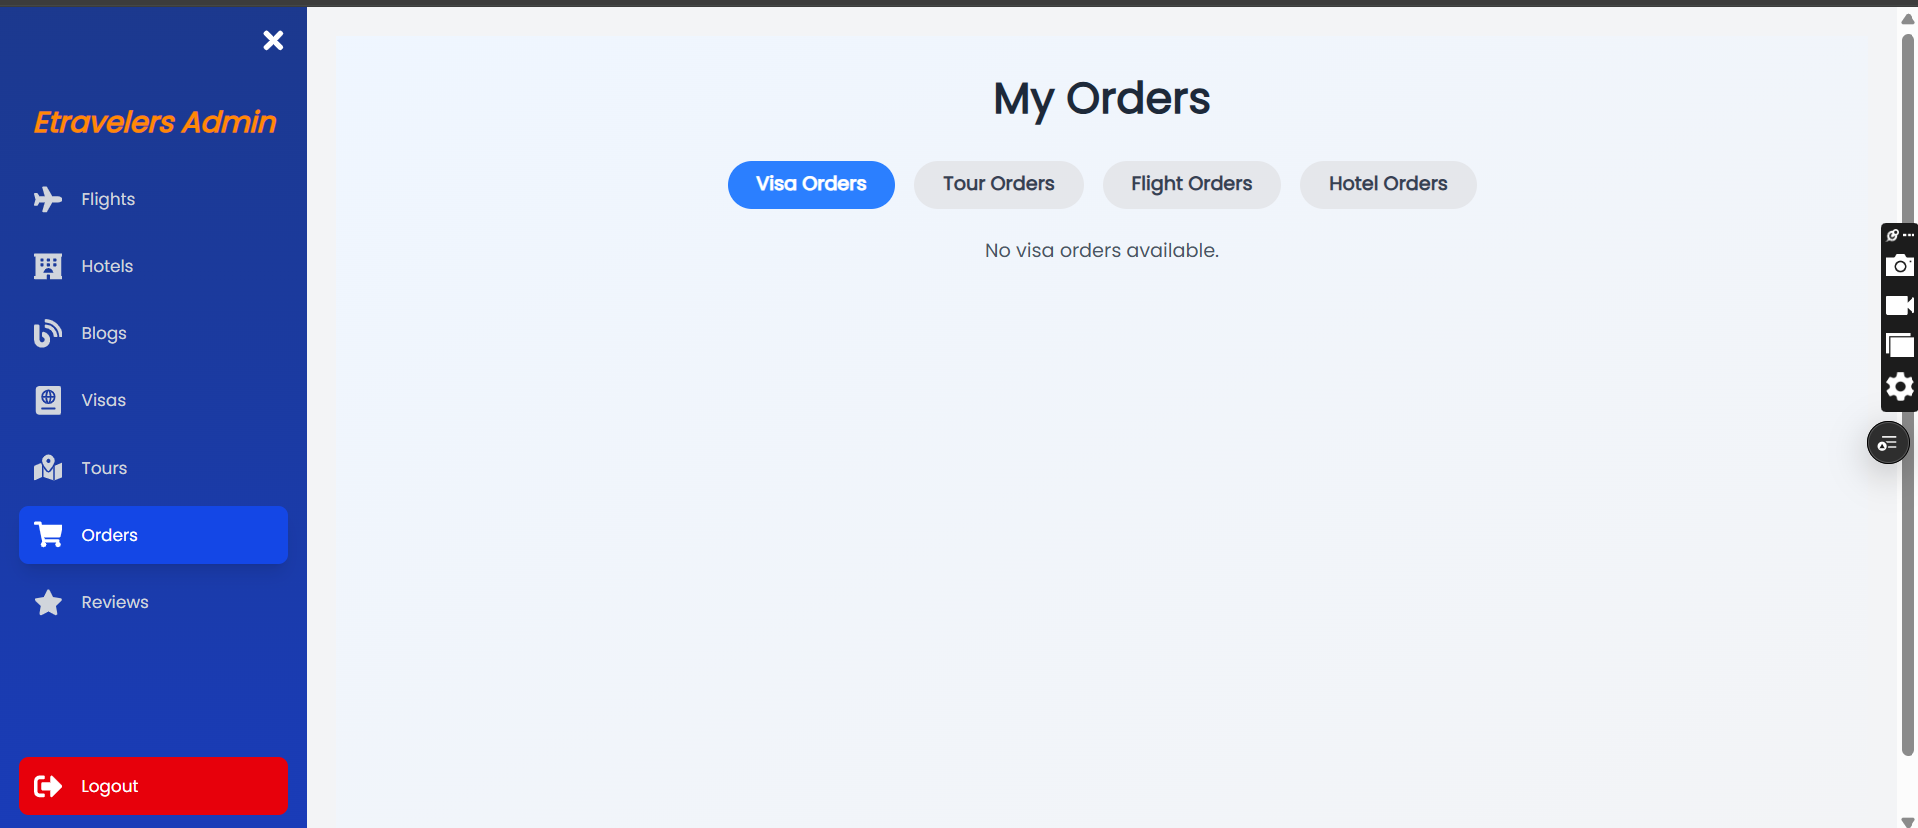 Etravelers Admin
Flights
Hotels
Blogs
Visas
Tours
Orders
Reviews
Logout
My Orders
Visa Orders
Tour Orders
Flight Orders
Hotel Orders
No visa orders available.